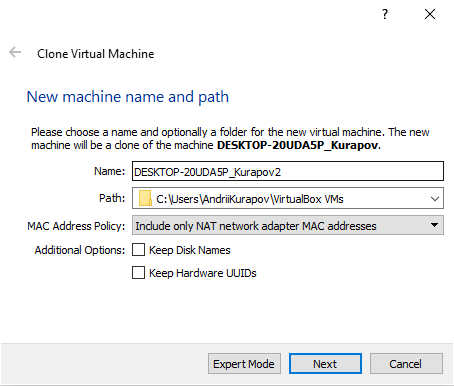 ?
Clone Virtual Machine
New machine name and path
Please choose a name and optionally a folder for the new virtual machine. The new
machine will be a clone of the machine DESKTOP-20UDA5P_Kurapov.
Name: DESKTOP-20UDA5P_Kurapov2
Path: C:\Users\AndriiKurapov\VirtualBox VMs
MAC Address Policy: Include only NAT network adapter MAC addresses
Additional Options: Keep Disk Names
Keep Hardware UUIDs
Expert Mode Next Cancel